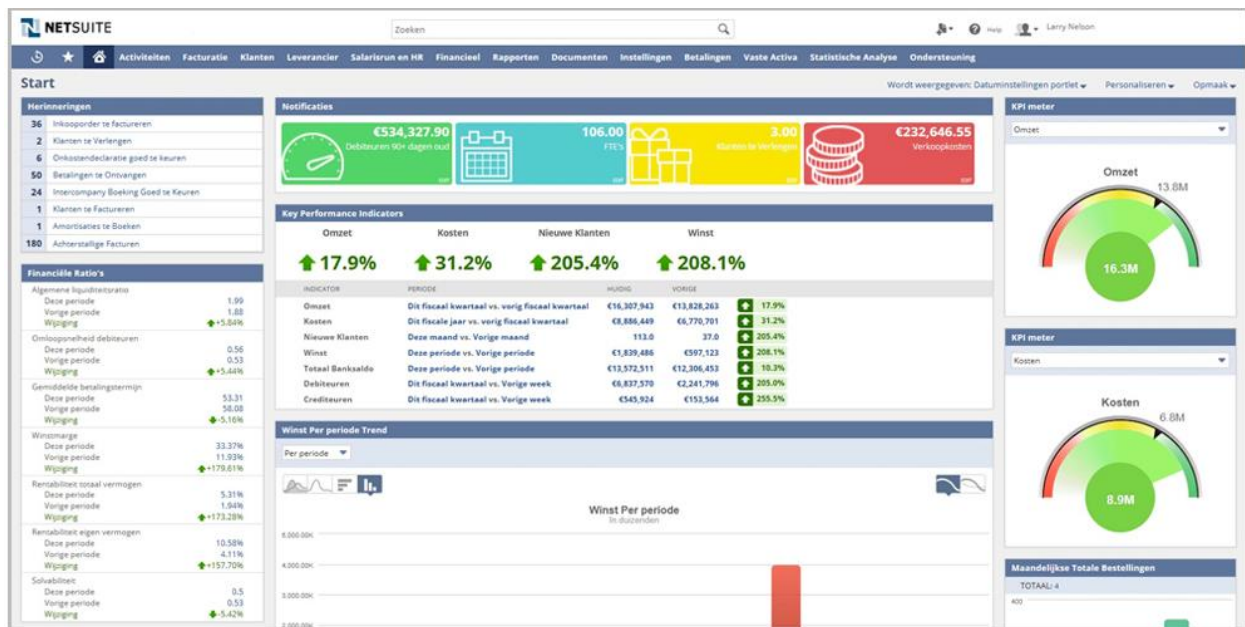 NETSUITE
Zoeken
Help
Larry Nelson
Activiteiten Facturatie Klanten Leverancier Salarisrun en HR Financieel Rapporten Documenten Instellingen Betalingen Vaste Activa Statistische Analyse Ondersteuning
Start
Wordt weergegeven: Datuminstellingen portlet Personaliseren Opmaak
Herinneringen
36 Inkooporder te factureren
2 Klanten te Verlengen
6 Onkostendeclaratie goed te keuren
50 Betalingen te Ontvangen
24 Intercompany Boeking Goed te Keuren
1 Klanten te Factureren
1 Amortisaties te Boeken
180 Achterstallige Facturen
Financiële Ratio's
Algemene liquiditeitsratio
Deze periode 1.99
Vorige periode 1.88
Wijziging +5.84%
Omloopsnelheid debiteuren
Deze periode 0.56
Vorige periode 0.53
Wijziging +5.44%
Gemiddelde betalingstermijn
Deze periode 53.31
Vorige periode 58.08
Wijziging -5.16%
Winstmarge
Deze periode 33.37%
Vorige periode 11.93%
Wijziging +179.61%
Rentabiliteit totaal vermogen
Deze periode 5.31%
Vorige periode 1.94%
Wijziging +173.28%
Rentabiliteit eigen vermogen
Deze periode 10.58%
Vorige periode 4.11%
Wijziging +157.70%
Solvabiliteit
Deze periode 0.5
Vorige periode 0.53
Wijziging -5.42%
Notificaties
€534,327.90
Debiteuren 90+ dagen oud
106.00
FTE's
3.00
Klanten te Verlengen
€232,646.55
Verkoopkosten
Key Performance Indicators
Omzet Kosten Nieuwe Klanten Winst
17.9% 31.2% 205.4% 208.1%
INDICATOR PERIODE HUIDIG VORIGE
Omzet Dit fiscaal kwartaal vs. vorig fiscaal kwartaal €16,307,943 €13,828,263 17.9%
Kosten Dit fiscale jaar vs. vorig fiscaal kwartaal €8,886,449 €6,770,701 31.2%
Nieuwe Klanten Deze maand vs. Vorige maand 113.0 37.0 205.4%
Winst Deze periode vs. Vorige periode €1,839,486 €597,123 208.1%
Totaal Banksaldo Deze periode vs. Vorige periode €13,572,511 €12,306,453 10.3%
Debiteuren Dit fiscaal kwartaal vs. Vorige week €6,837,570 €2,241,796 205.0%
Crediteuren Dit fiscaal kwartaal vs. Vorige week €545,924 €153,564 255.5%
Winst Per periode Trend
Per periode
Winst Per periode
In duizenden
5,000.00K
4,000.00K
3,000.00K
2,000.00K
KPI meter
Omzet
Omzet
13.8M
16.3M
KPI meter
Kosten
Kosten
6.8M
8.9M
Maandelijkse Totale Bestellingen
TOTAAL: 4
400